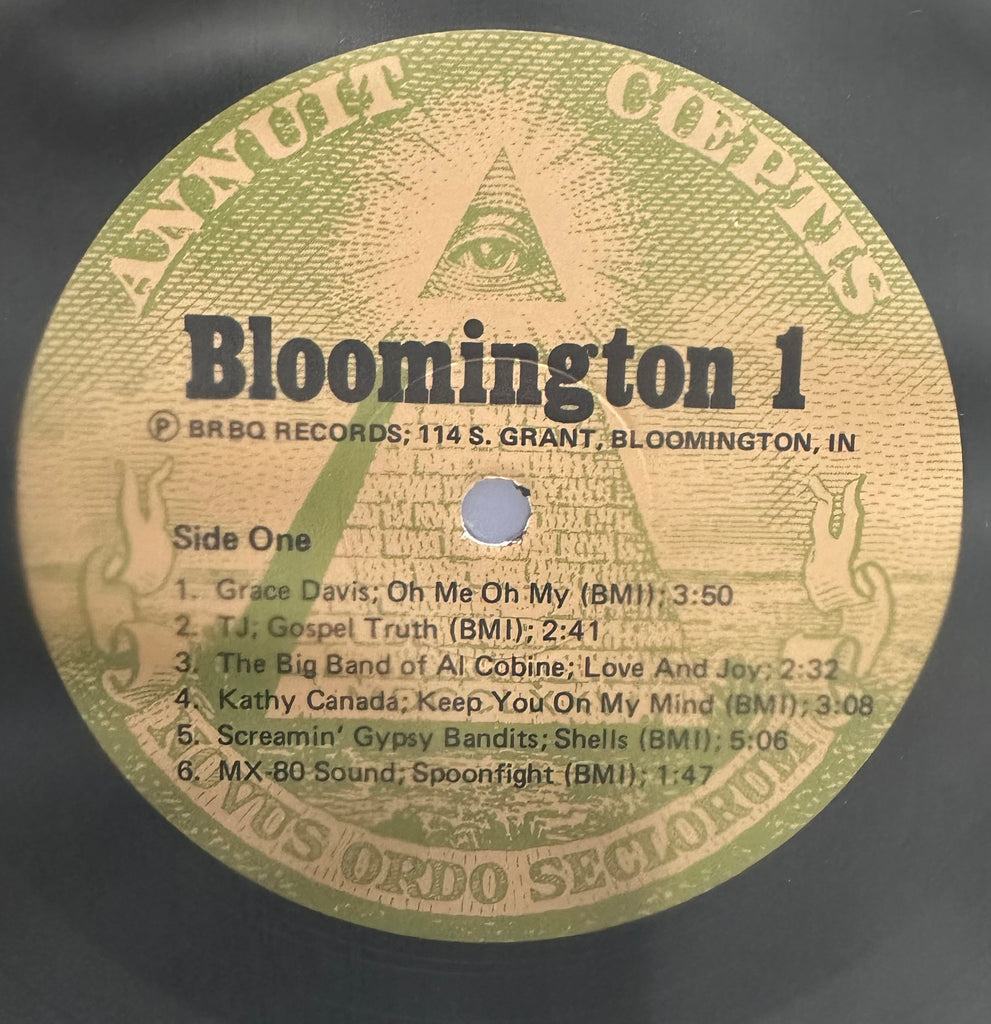 ANNUIT CŒPTIS
Bloomington 1
Ⓟ BRBQ RECORDS; 114 S. GRANT, BLOOMINGTON, IN
Side One
1. Grace Davis; Oh Me Oh My (BMI); 3:50
2. TJ; Gospel Truth (BMI); 2:41
3. The Big Band of Al Cobine; Love And Joy; 2:32
4. Kathy Canada; Keep You On My Mind (BMI); 3:08
5. Screamin' Gypsy Bandits; Shells (BMI); 5:06
6. MX-80 Sound; Spoonfight (BMI); 1:47
NOVUS ORDO SECLORUM